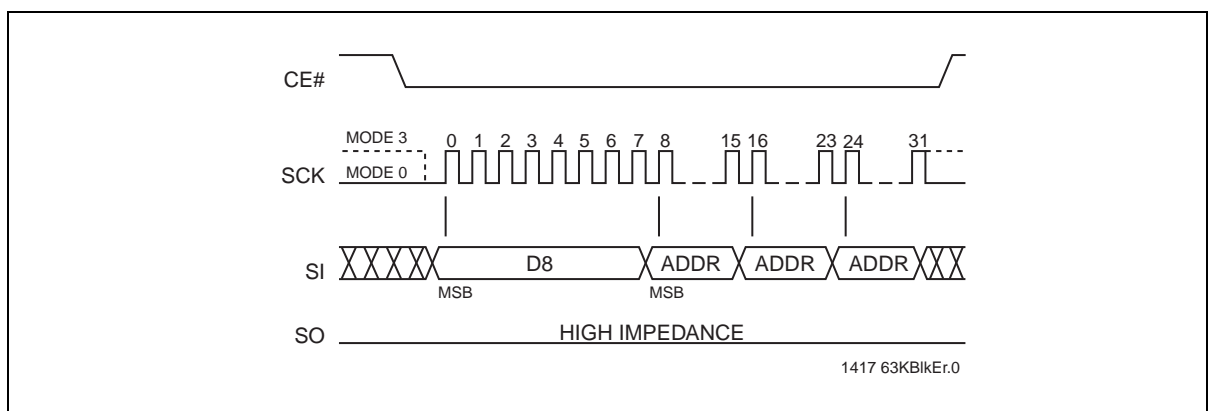 CE#
MODE 3
0 1 2 3 4 5 6 7 8 15 16 23 24 31
SCK MODE 0
SI D8 ADDR ADDR ADDR
MSB MSB
SO HIGH IMPEDANCE
1417 63KBlkEr.0